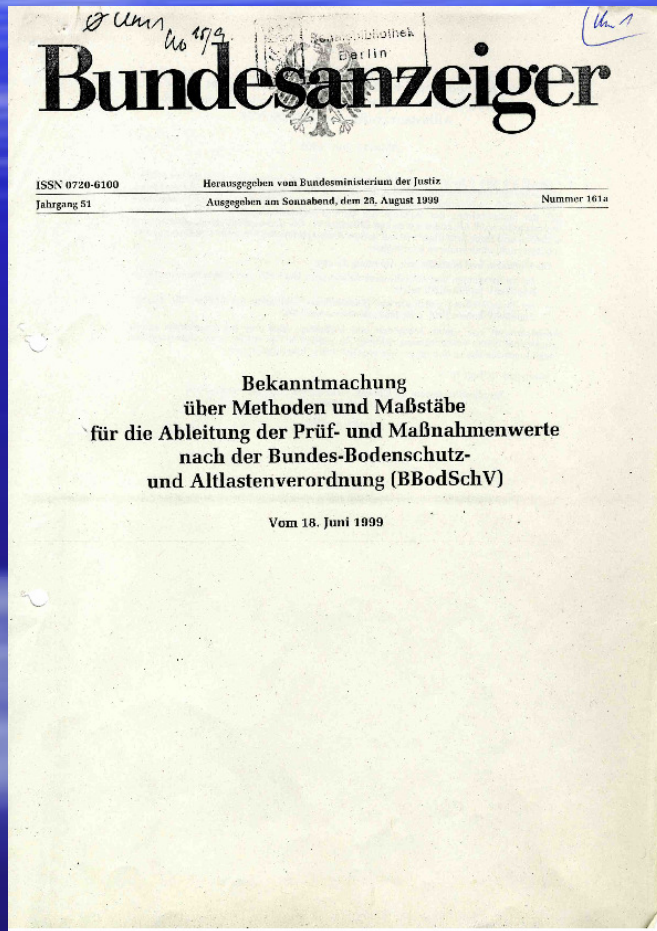 Berlin
Bundesanzeiger
ISSN 0720-6100
Herausgegeben vom Bundesministerium der Justiz
Jahrgang 51
Ausgegeben am Sonnabend, dem 28. August 1999
Nummer 161a
Bekanntmachung
über Methoden und Maßstäbe
für die Ableitung der Prüf- und Maßnahmenwerte
nach der Bundes-Bodenschutz-
und Altlastenverordnung (BBodSchV)
Vom 18. Juni 1999